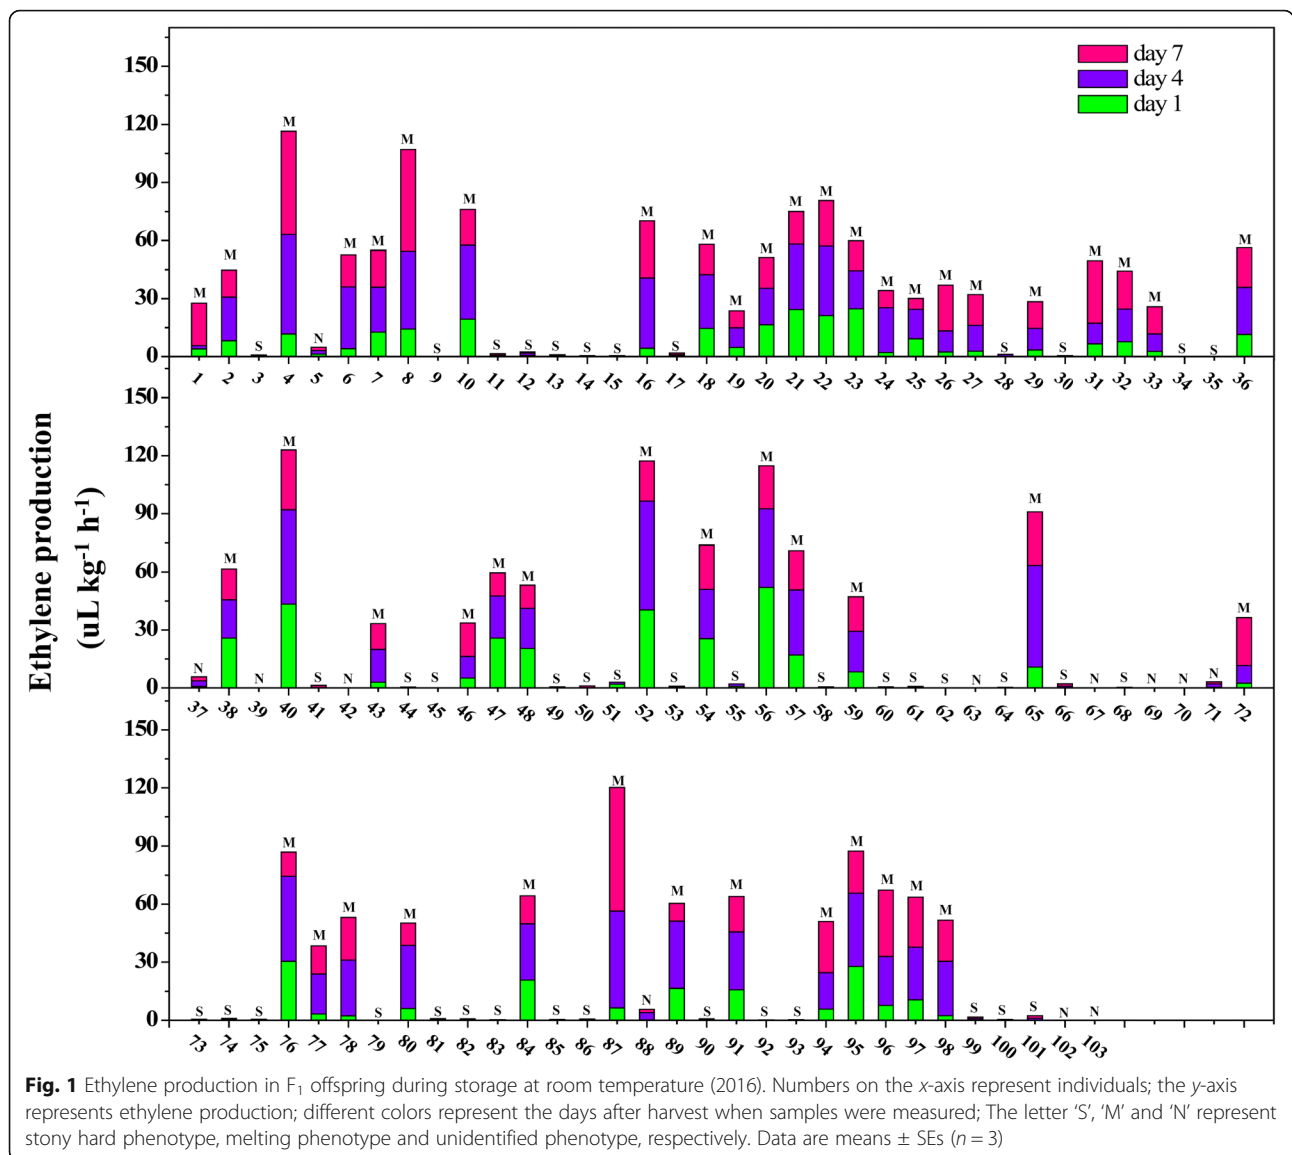 day 7
day 4
day 1
Ethylene production
(uL kg-1 h-1)
150
120
90
60
30
0
M M S M N M M M S M S S S S S M S M M M M M M M M M M S M S M M M S S M
1 2 3 4 5 6 7 8 9 10 11 12 13 14 15 16 17 18 19 20 21 22 23 24 25 26 27 28 29 30 31 32 33 34 35 36
150
120
90
60
30
0
N M N M S N M S S M M M S S S M S M S M M S M S S S N S M S N S N N N M
37 38 39 40 41 42 43 44 45 46 47 48 49 50 51 52 53 54 55 56 57 58 59 60 61 62 63 64 65 66 67 68 69 70 71 72
150
120
90
60
30
0
S S S M M M S M S S S M S S M N M S M S S M M M M M S S S N N
73 74 75 76 77 78 79 80 81 82 83 84 85 86 87 88 89 90 91 92 93 94 95 96 97 98 99 100 101 102 103
Fig. 1 Ethylene production in F1 offspring during storage at room temperature (2016). Numbers on the x-axis represent individuals; the y-axis
represents ethylene production; different colors represent the days after harvest when samples were measured; The letter ‘S’, ‘M’ and ‘N’ represent
stony hard phenotype, melting phenotype and unidentified phenotype, respectively. Data are means ± SEs (n = 3)